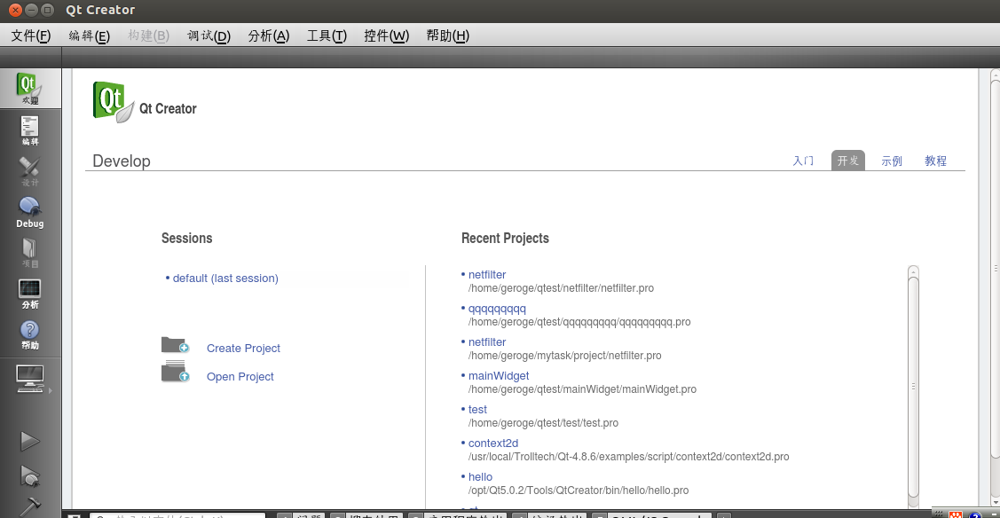 Qt Creator
文件(F) 编辑(E) 构建(B) 调试(D) 分析(A) 工具(T) 控件(W) 帮助(H)
Qt
欢迎
编辑
设计
Debug
项目
分析
帮助
Qt Qt Creator
Develop
入门 开发 示例 教程
Sessions
• default (last session)
Create Project
Open Project
Recent Projects
• netfilter
/home/geroge/qtest/netfilter/netfilter.pro
• qqqqqqqqq
/home/geroge/qtest/qqqqqqqqq/qqqqqqqqq.pro
• netfilter
/home/geroge/mytask/project/netfilter.pro
• mainWidget
/home/geroge/qtest/mainWidget/mainWidget.pro
• test
/home/geroge/qtest/test/test.pro
• context2d
/usr/local/Trolltech/Qt-4.8.6/examples/script/context2d/context2d.pro
• hello
/opt/Qt5.0.2/Tools/QtCreator/bin/hello/hello.pro